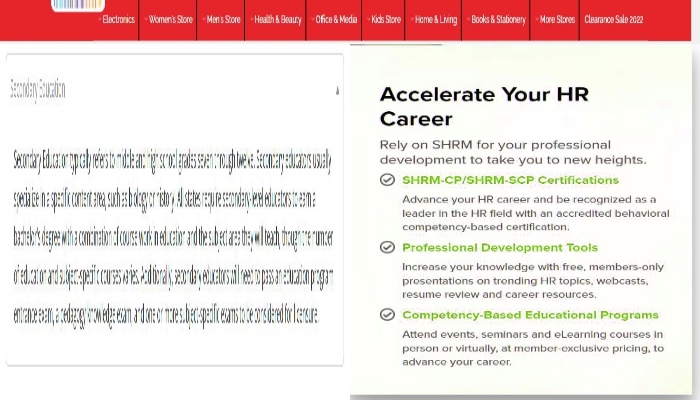 Electronics Women's Store Men's Store Health & Beauty Office & Media Kids Store Home & Living Books & Stationery More Stores Clearance Sale 2022
Secondary Education
Secondary Education typically refers to middle and high school grades seven through twelve. Secondary educators usually
specialize in a specific content area, such as biology or history. All states require secondary-level educators to earn a
bachelor's degree with a combination of course work in education and the subject area they will teach, though the number
of education and subject-specific courses varies. Additionally, secondary educators will need to pass an education program
entrance exam, a pedagogy knowledge exam, and one or more subject-specific exams to be considered for licensure.
Accelerate Your HR
Career
Rely on SHRM for your professional
development to take you to new heights.
SHRM-CP/SHRM-SCP Certifications
Advance your HR career and be recognized as a
leader in the HR field with an accredited behavioral
competency-based certification.
Professional Development Tools
Increase your knowledge with free, members-only
presentations on trending HR topics, webcasts,
resume review and career resources.
Competency-Based Educational Programs
Attend events, seminars and eLearning courses in
person or virtually, at member-exclusive pricing, to
advance your career.